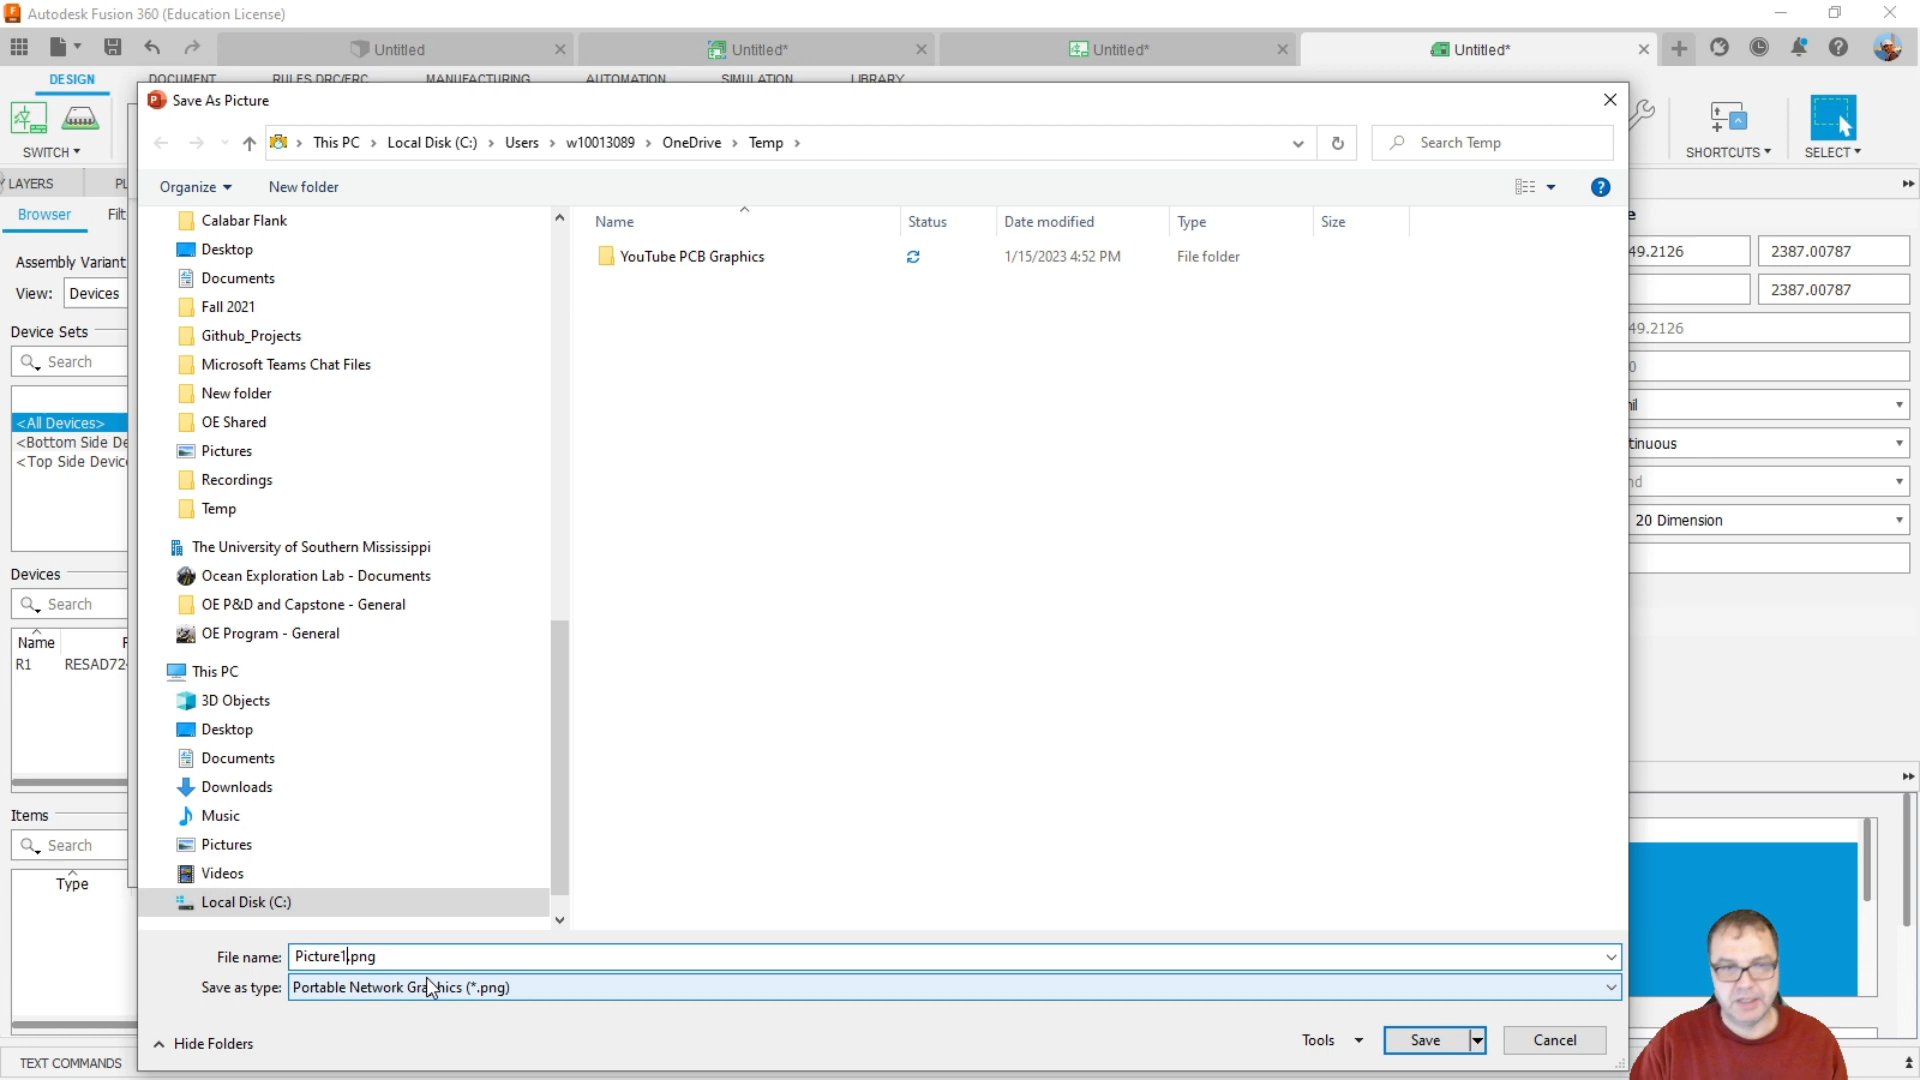 Autodesk Fusion 360 (Education License)
Untitled
Untitled*
Untitled*
Untitled*
DESIGN
DOCUMENT
RULES DRC/ERC
MANUFACTURING
AUTOMATION
SIMULATION
LIBRARY
SWITCH
SHORTCUTS
SELECT
Save As Picture
This PC
Local Disk (C:)
Users
w10013089
OneDrive
Temp
Search Temp
Organize
New folder
Calabar Flank
Desktop
Documents
Fall 2021
Github_Projects
Microsoft Teams Chat Files
New folder
OE Shared
Pictures
Recordings
Temp
The University of Southern Mississippi
Ocean Exploration Lab - Documents
OE P&D and Capstone - General
OE Program - General
This PC
3D Objects
Desktop
Documents
Downloads
Music
Pictures
Videos
Local Disk (C:)
Name
Status
Date modified
Type
Size
YouTube PCB Graphics
1/15/2023 4:52 PM
File folder
File name:
Picture1.png
Save as type:
Portable Network Graphics (*.png)
Hide Folders
Tools
Save
Cancel
LAYERS
PL
Browser
Filt
Assembly Variant
View:
Devices
Device Sets
Search
<All Devices>
<Bottom Side De
<Top Side Device
Devices
Search
Name
R1
RESAD72
Items
Search
Type
TEXT COMMANDS
49.2126
2387.00787
2387.00787
49.2126
0
il
tinuous
nd
20 Dimension